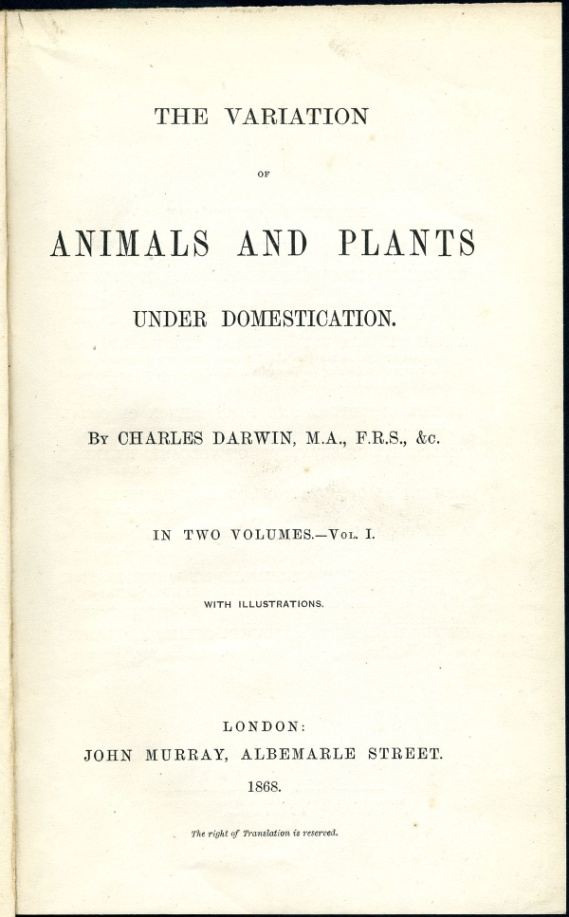 THE VARIATION
OF
ANIMALS AND PLANTS
UNDER DOMESTICATION.
By CHARLES DARWIN, M.A., F.R.S., &c.
IN TWO VOLUMES.—Vol. I.
WITH ILLUSTRATIONS.
LONDON:
JOHN MURRAY, ALBEMARLE STREET.
1868.
The right of Translation is reserved.